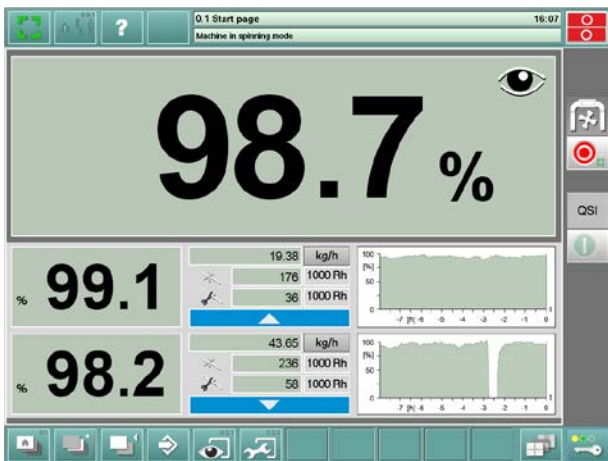 ?
0.1 Start page 16:07
Machine in spinning mode
98.7 %
QSI
% 99.1
19.38 kg/h
176 1000 Rh
36 1000 Rh
100
[%]
50
-7 [h] -6 -5 -4 -3 -2 -1 0
t
% 98.2
43.65 kg/h
236 1000 Rh
58 1000 Rh
100
[%]
50
-7 [h] -6 -5 -4 -3 -2 -1 0
t